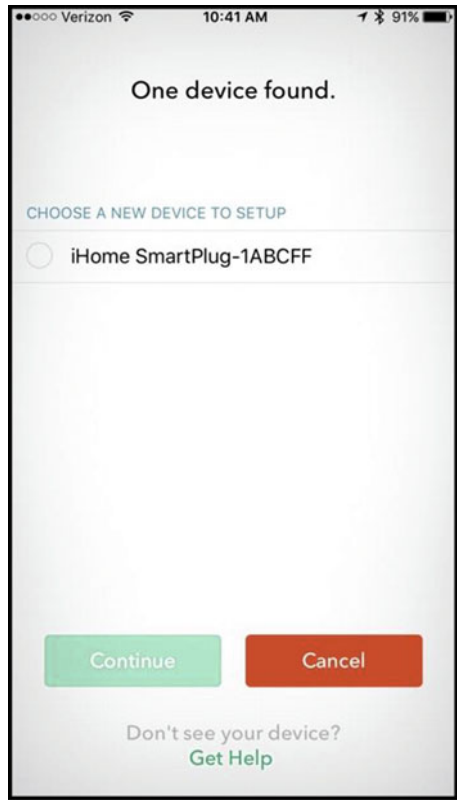 Verizon 10:41 AM 91%
One device found.
CHOOSE A NEW DEVICE TO SETUP
iHome SmartPlug-1ABCFF
Continue Cancel
Don't see your device?
Get Help